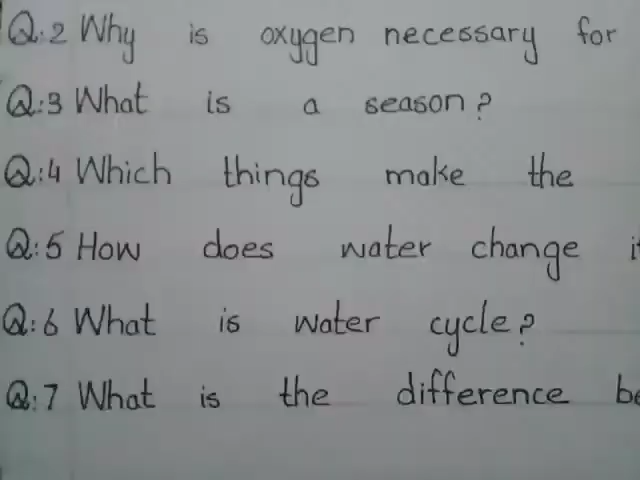 Q:2 Why is oxygen necessary for
Q:3 What is a season?
Q:4 Which things make the
Q:5 How does water change
Q:6 What is water cycle?
Q:7 What is the difference